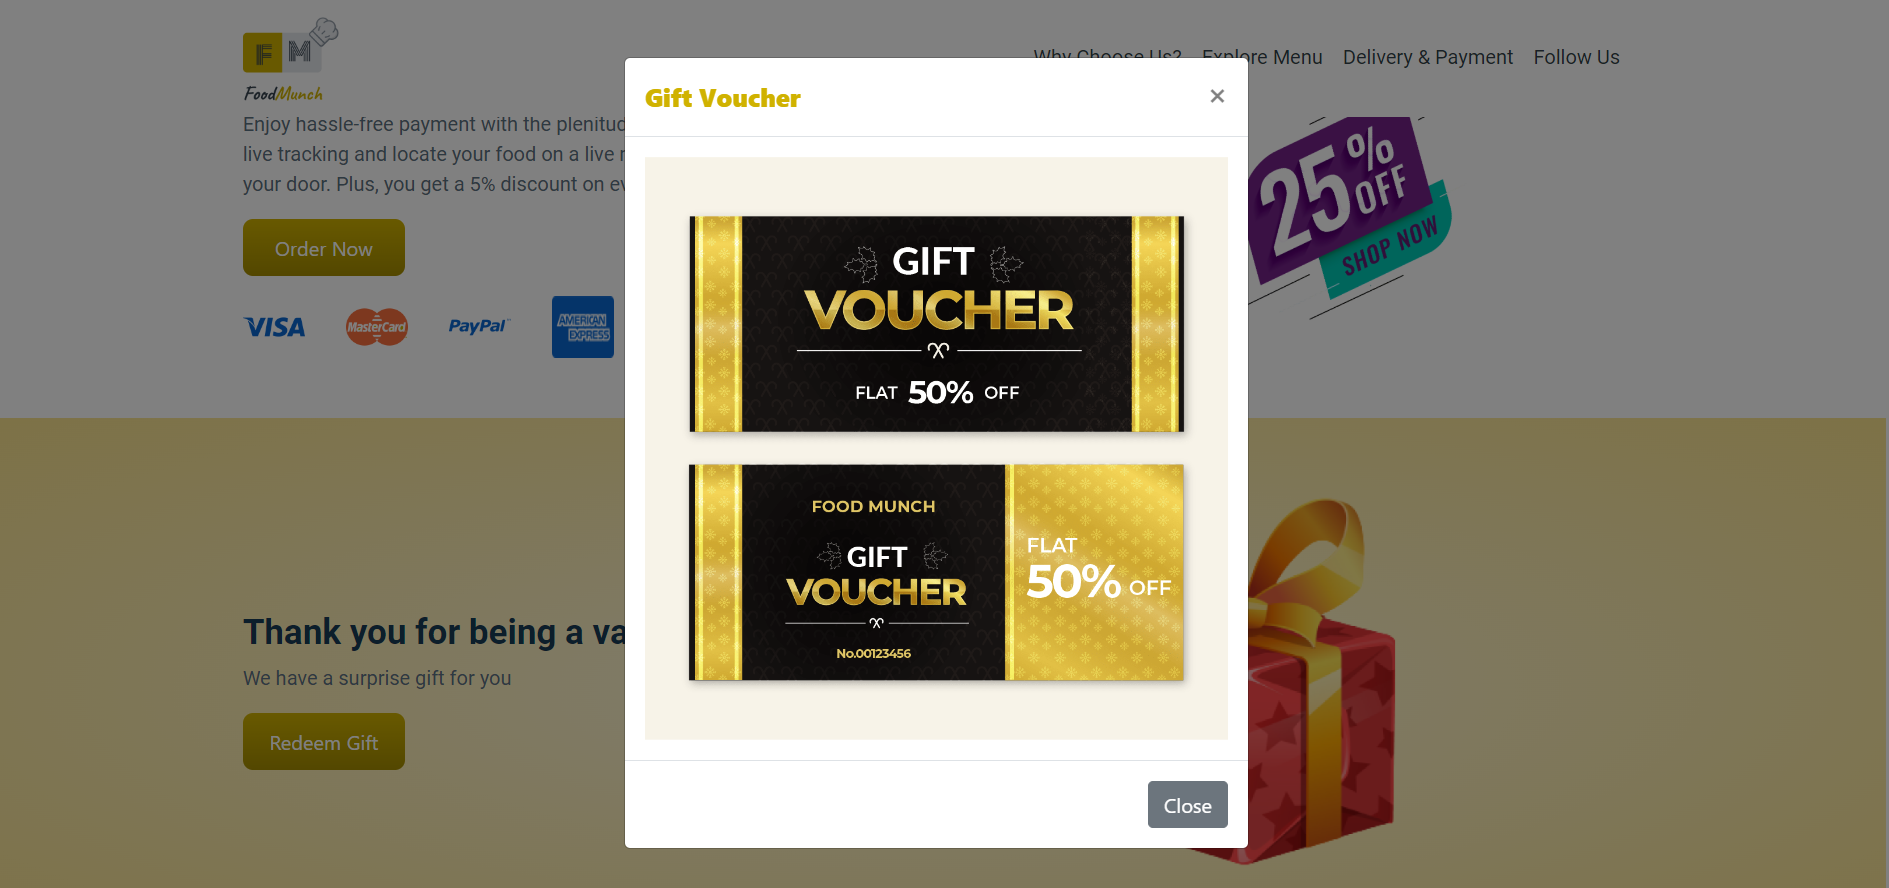 F M
FoodMunch
Why Choose Us? Explore Menu Delivery & Payment Follow Us
Enjoy hassle-free payment with the
live tracking and locate your food on a live
your door. Plus, you get a 5% discount on
Order Now
VISA MasterCard PayPal AMERICAN EXPRESS
25% OFF
SHOP NOW
Gift Voucher
×
GIFT
VOUCHER
FLAT 50% OFF
FOOD MUNCH
GIFT
VOUCHER
No.00123456
FLAT
50% OFF
Close
Thank you for being a
We have a surprise gift for you
Redeem Gift